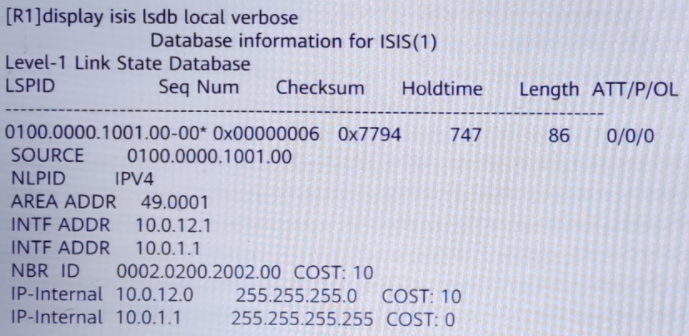 [R1]display isis lsdb local verbose
Database information for ISIS(1)
Level-1 Link State Database
LSPID Seq Num Checksum Holdtime Length ATT/P/OL
-------------------------------------------------------------------------
0100.0000.1001.00-00* 0x00000006 0x7794 747 86 0/0/0
SOURCE 0100.0000.1001.00
NLPID IPV4
AREA ADDR 49.0001
INTF ADDR 10.0.12.1
INTF ADDR 10.0.1.1
NBR ID 0002.0200.2002.00 COST: 10
IP-Internal 10.0.12.0 255.255.255.0 COST: 10
IP-Internal 10.0.1.1 255.255.255.255 COST: 0